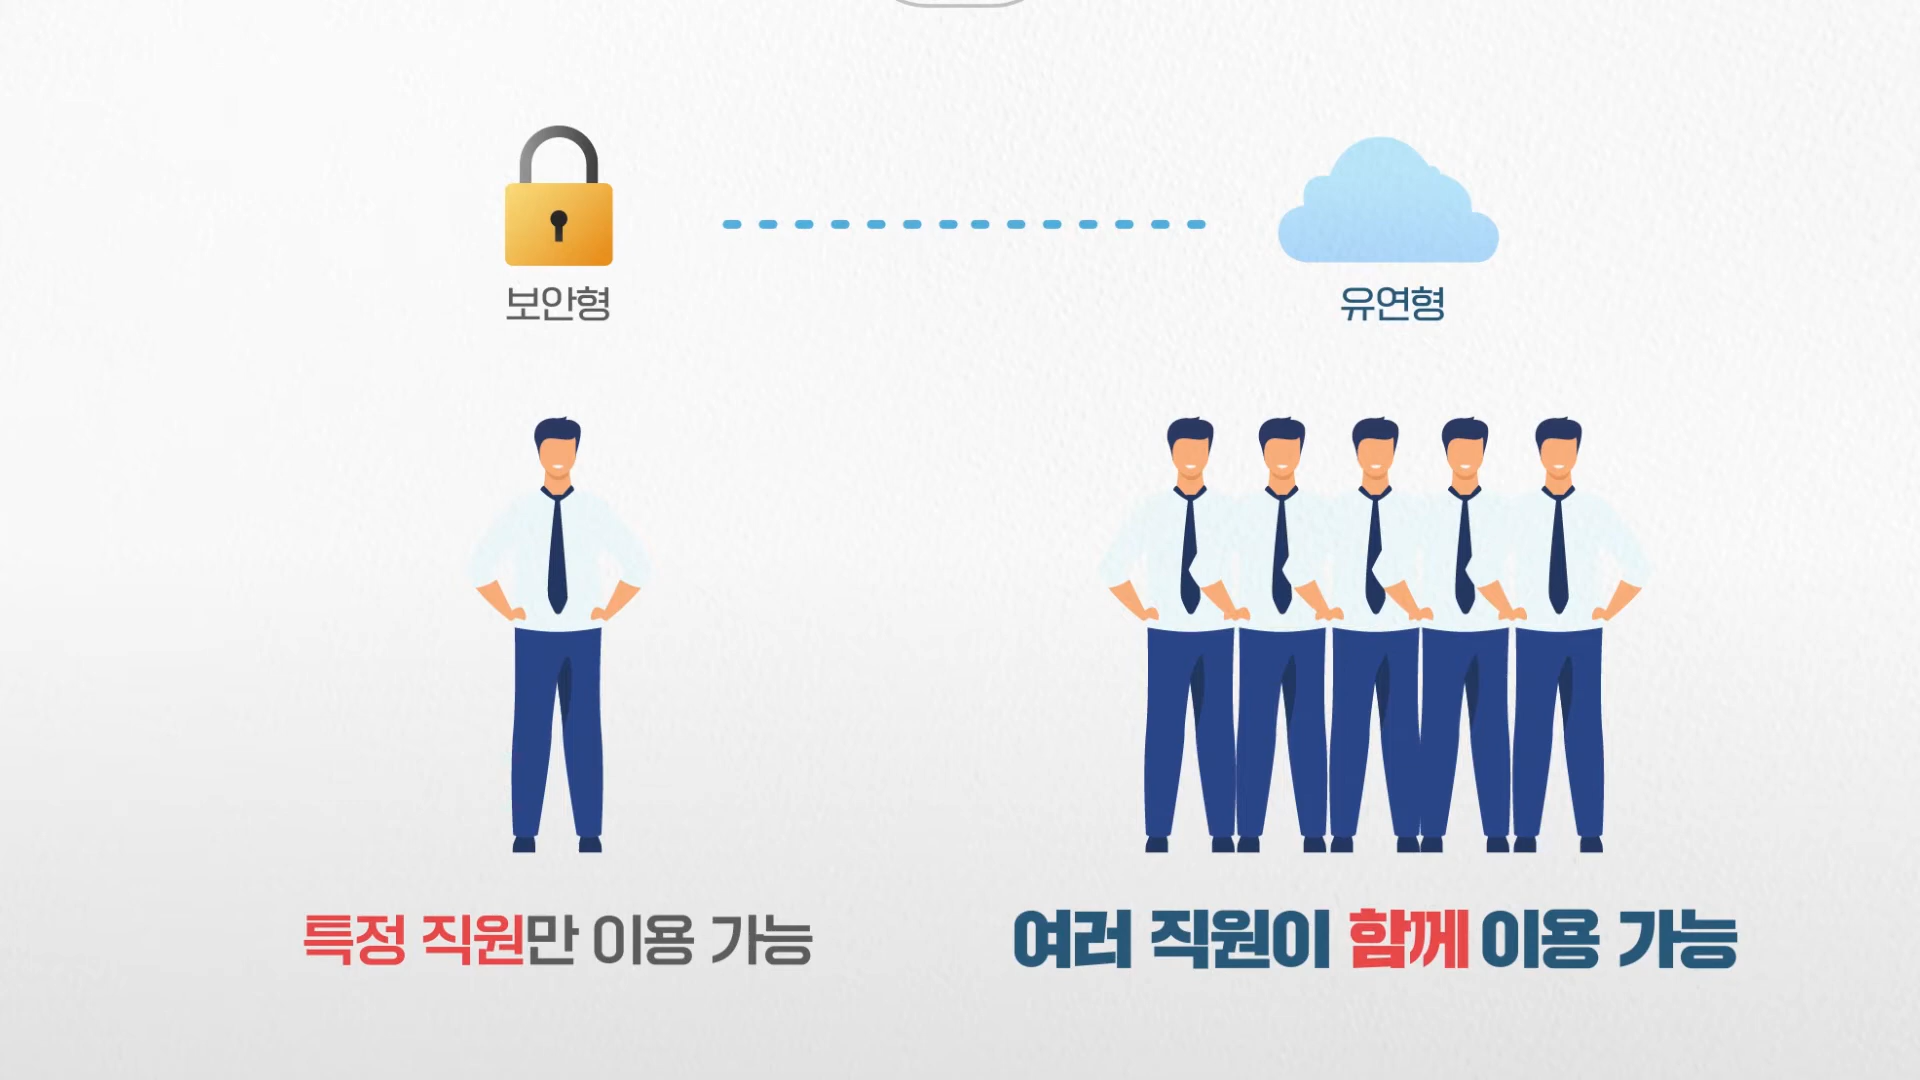 보안형
유연형
특정 직원만 이용 가능
여러 직원이 함께 이용 가능